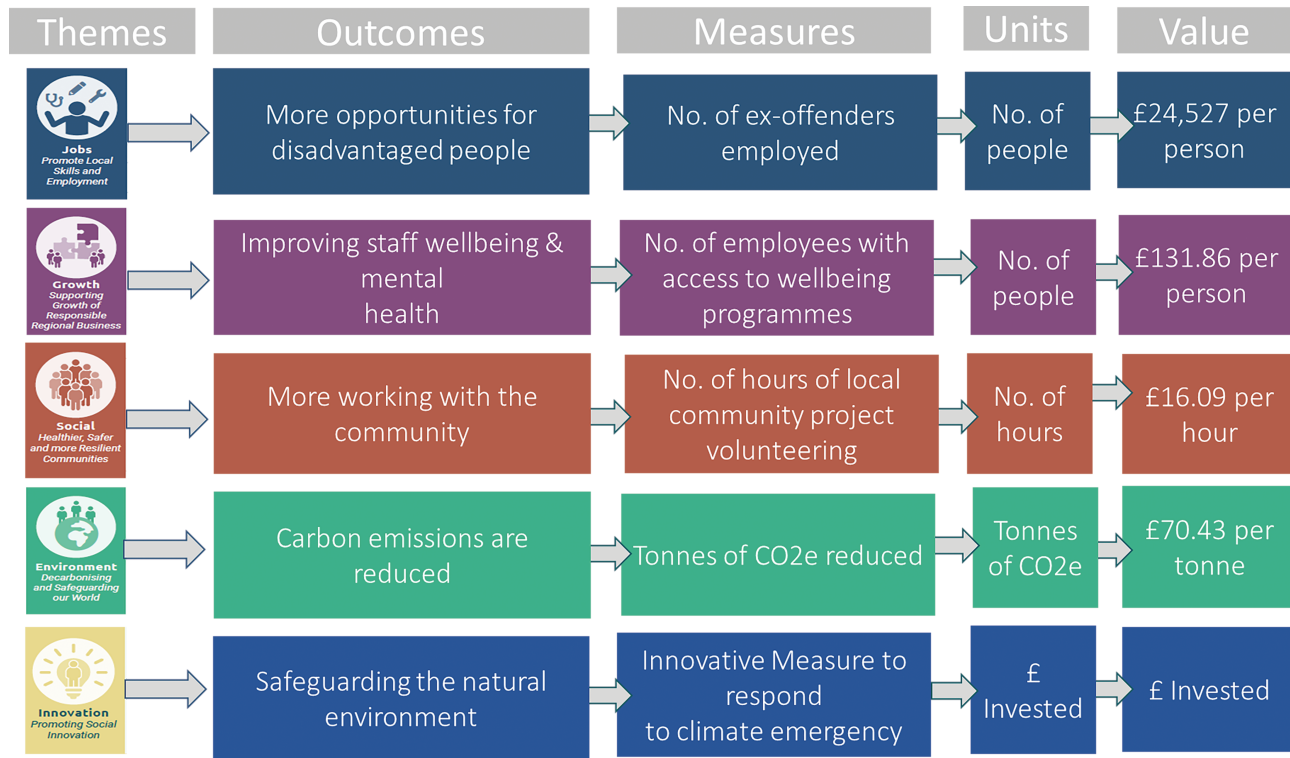 Themes
Outcomes
Measures
Units
Value
Jobs
Promote Local
Skills and
Employment
More opportunities for
disadvantaged people
No. of ex-offenders
employed
No. of
people
£24,527 per
person
Growth
Supporting
Growth of
Responsible
Regional Business
Improving staff wellbeing &
mental
health
No. of employees with
access to wellbeing
programmes
No. of
people
£131.86 per
person
Social
Healthier, Safer
and more Resilient
Communities
More working with the
community
No. of hours of local
community project
volunteering
No. of
hours
£16.09 per
hour
Environment
Decarbonising
and Safeguarding
our World
Carbon emissions are
reduced
Tonnes of CO2e reduced
Tonnes
of CO2e
£70.43 per
tonne
Innovation
Promoting Social
Innovation
Safeguarding the natural
environment
Innovative Measure to
respond
to climate emergency
£
Invested
£ Invested